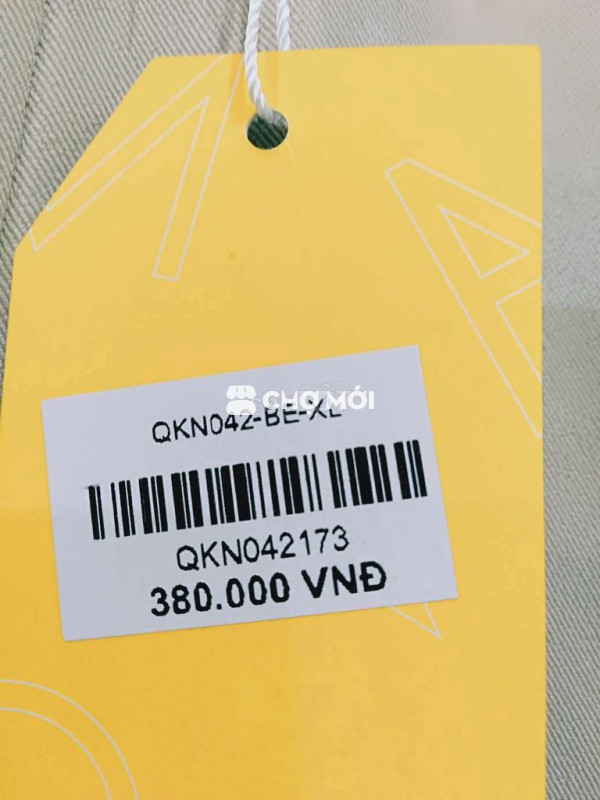 CHỢ MỚI
QKN042-BE-XL
QKN042173
380.000 VNĐ